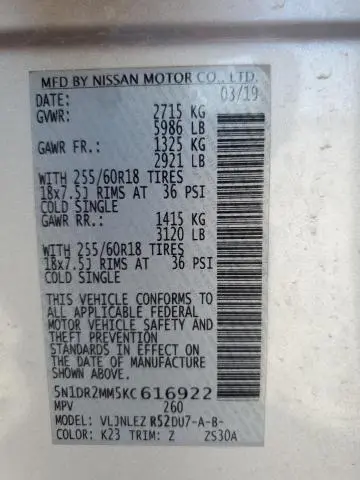 MFD BY NISSAN MOTOR CO., LTD.
DATE: 03/19
GVWR: 2715 KG
5986 LB
GAWR FR.: 1325 KG
2921 LB
WITH 255/60R18 TIRES
18x7.5J RIMS AT 36 PSI
COLD SINGLE
GAWR RR.: 1415 KG
3120 LB
WITH 255/60R18 TIRES
18x7.5J RIMS AT 36 PSI
COLD SINGLE
THIS VEHICLE CONFORMS TO
ALL APPLICABLE FEDERAL
MOTOR VEHICLE SAFETY AND
THEFT PREVENTION
STANDARDS IN EFFECT ON
THE DATE OF MANUFACTURE
SHOWN ABOVE.
5N1DR2MM5KC616922
MPV 260
MODEL: VLJNLEZ R52DU7-A-B-
COLOR: K23 TRIM: Z ZS30A